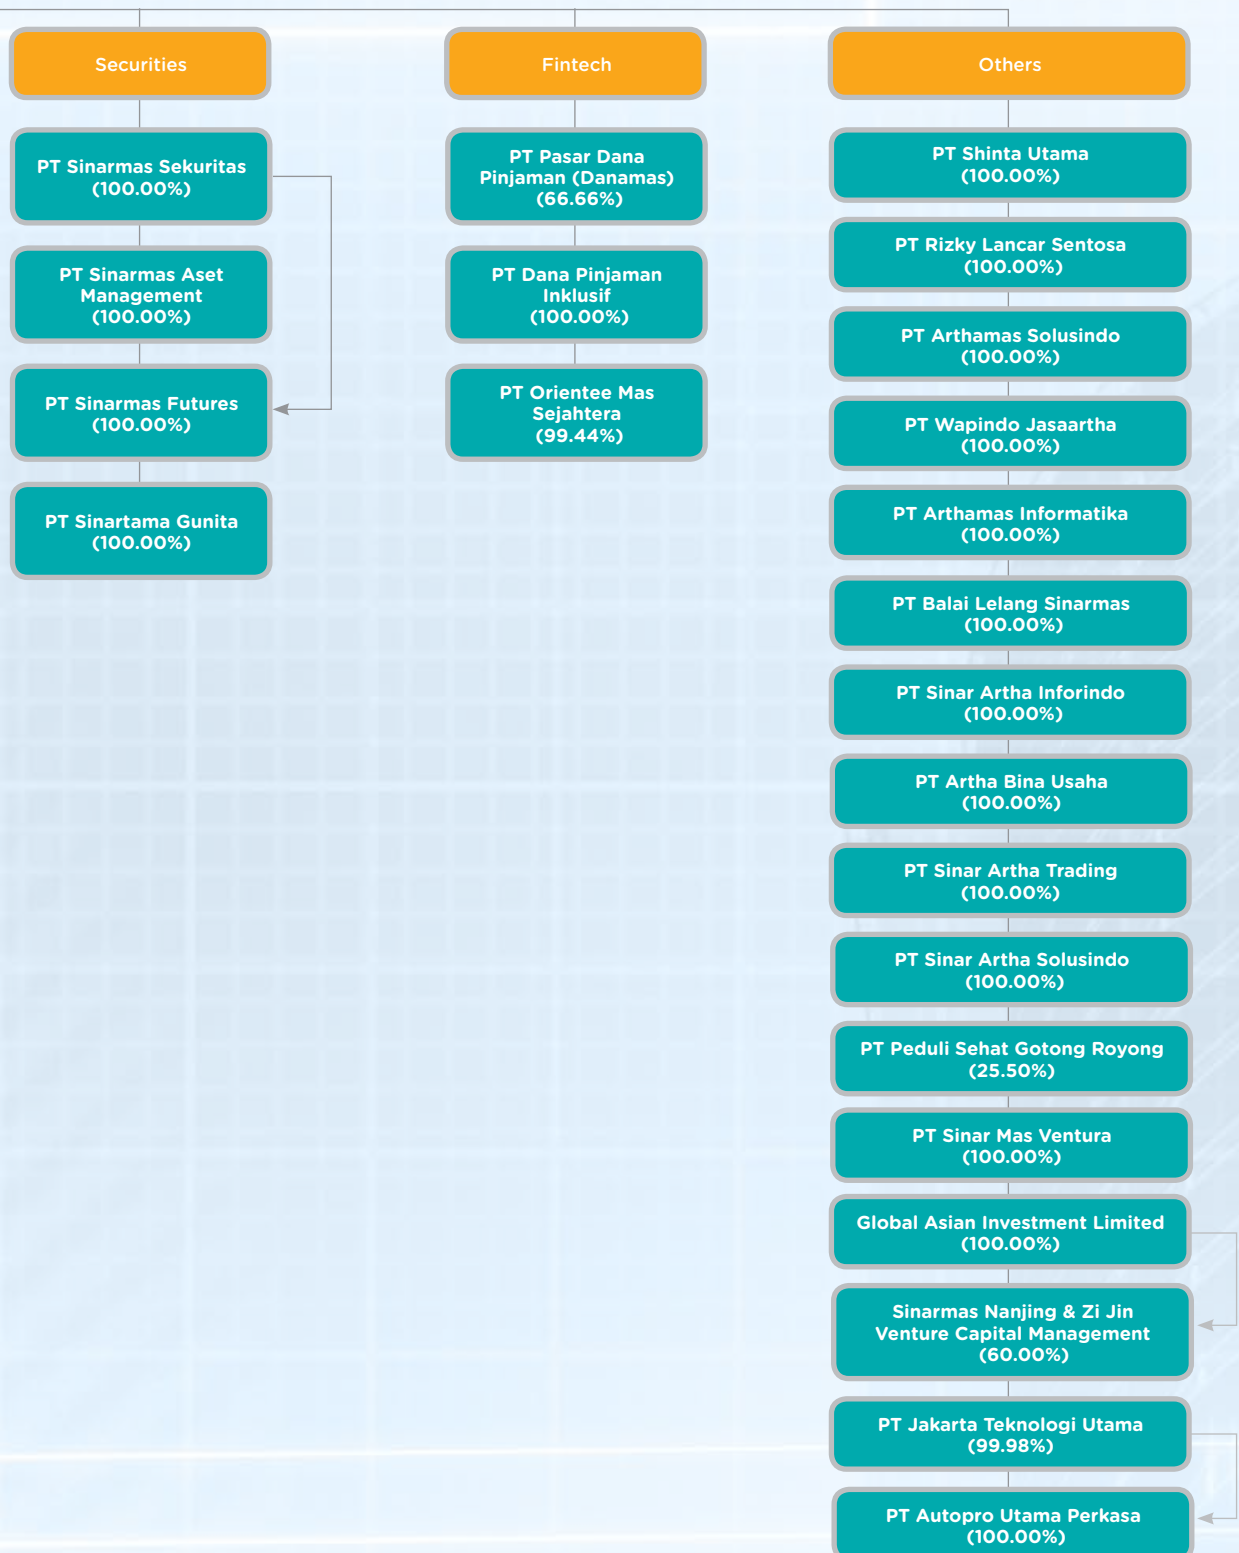 Securities
PT Sinarmas Sekuritas
(100.00%)
PT Sinarmas Aset
Management
(100.00%)
PT Sinarmas Futures
(100.00%)
PT Sinartama Gunita
(100.00%)
Fintech
PT Pasar Dana
Pinjaman (Danamas)
(66.66%)
PT Dana Pinjaman
Inklusif
(100.00%)
PT Orientee Mas
Sejahtera
(99.44%)
Others
PT Shinta Utama
(100.00%)
PT Rizky Lancar Sentosa
(100.00%)
PT Arthamas Solusindo
(100.00%)
PT Wapindo Jasaartha
(100.00%)
PT Arthamas Informatika
(100.00%)
PT Balai Lelang Sinarmas
(100.00%)
PT Sinar Artha Inforindo
(100.00%)
PT Artha Bina Usaha
(100.00%)
PT Sinar Artha Trading
(100.00%)
PT Sinar Artha Solusindo
(100.00%)
PT Peduli Sehat Gotong Royong
(25.50%)
PT Sinar Mas Ventura
(100.00%)
Global Asian Investment Limited
(100.00%)
Sinarmas Nanjing & Zi Jin
Venture Capital Management
(60.00%)
PT Jakarta Teknologi Utama
(99.98%)
PT Autopro Utama Perkasa
(100.00%)